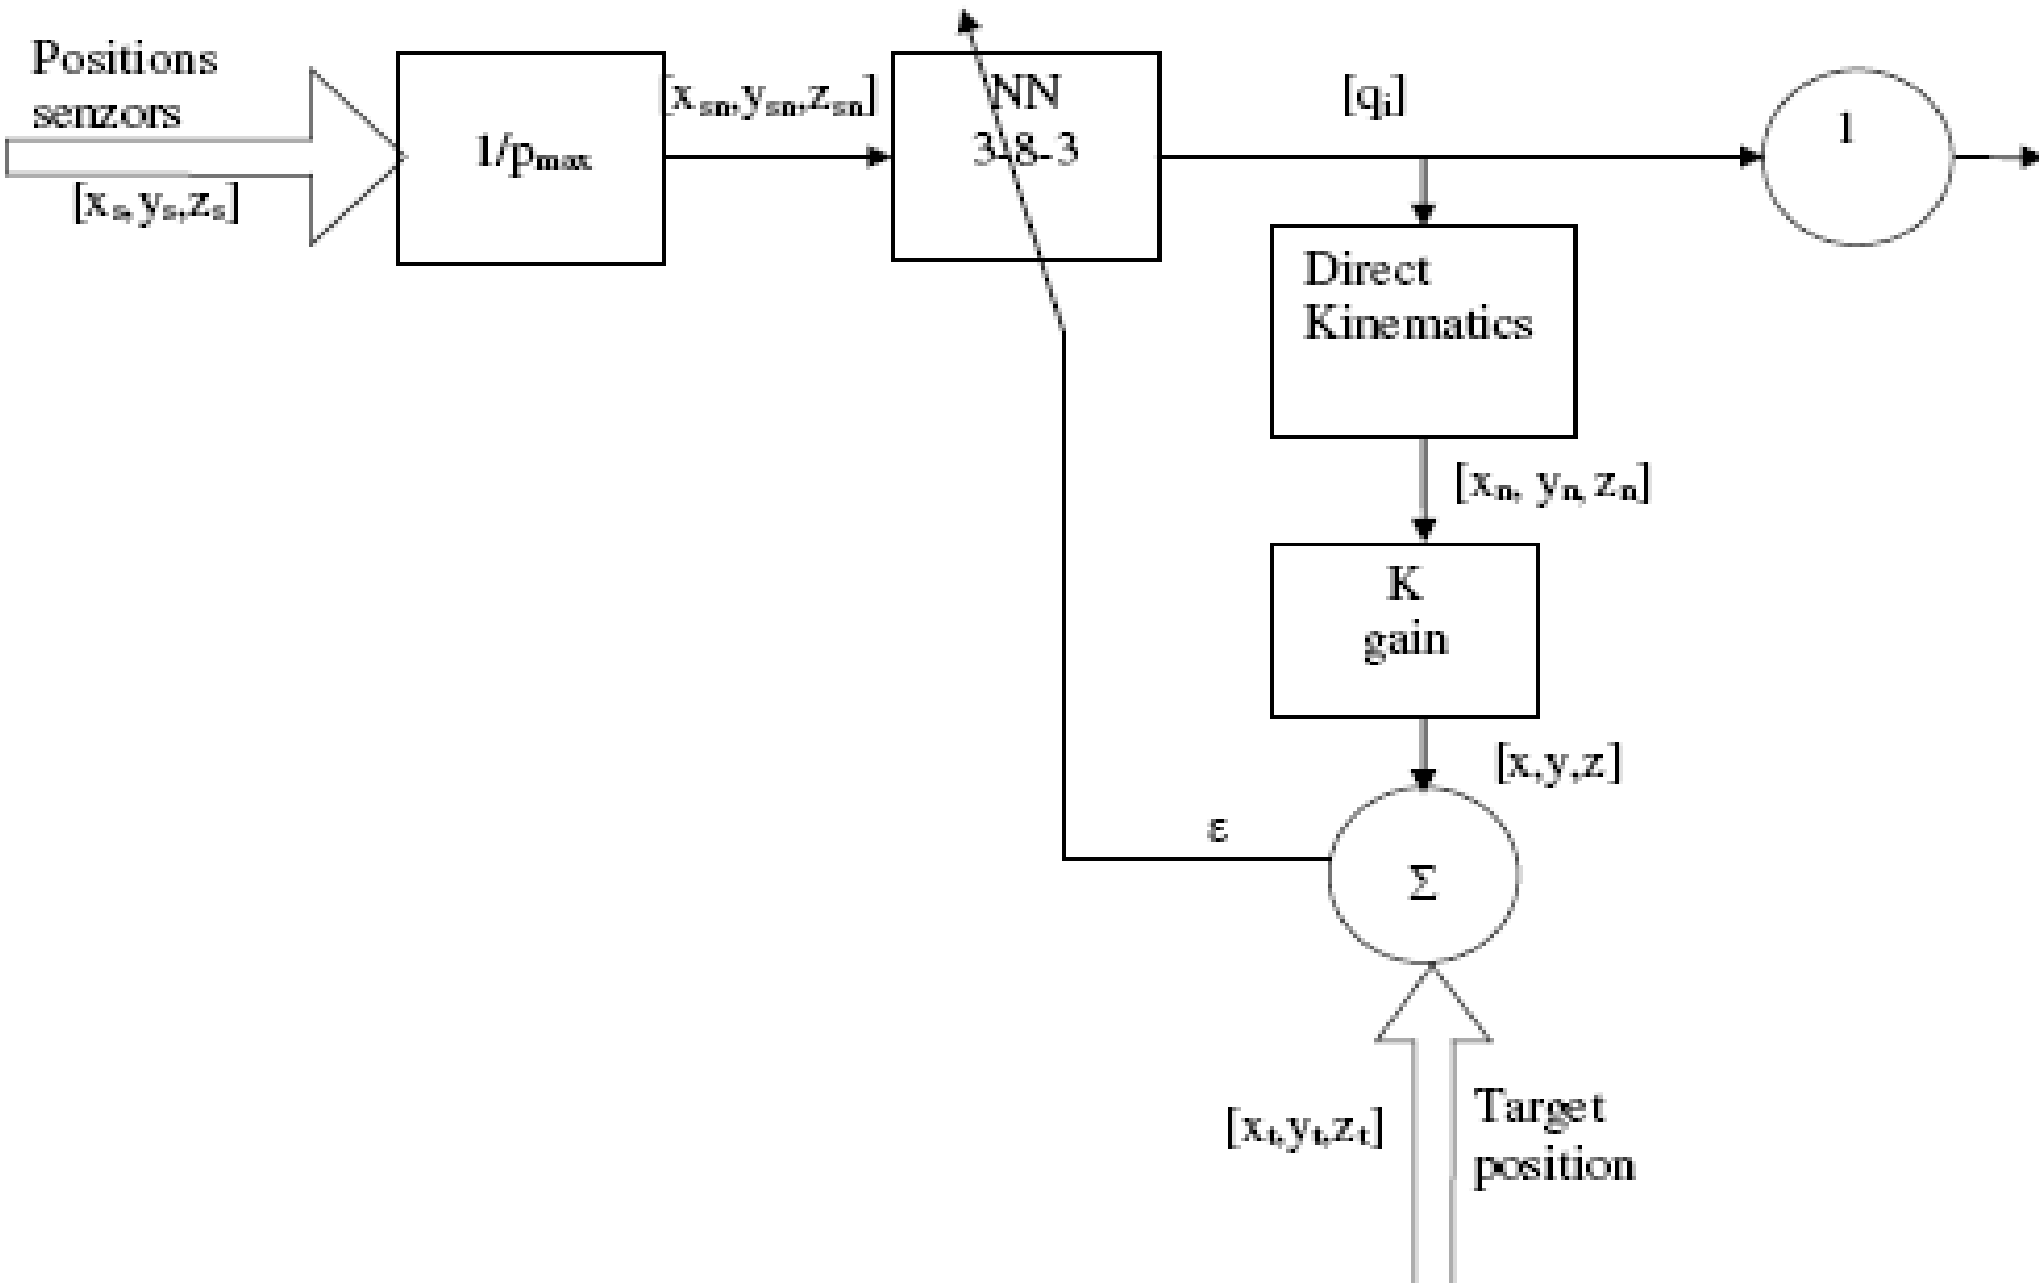 Positions
senzors
[xs, ys,zs]
1/pmax
[xsn,ysn,zsn]
NN
3-8-3
[qi]
1
Direct
Kinematics
[xn, yn, zn]
K
gain
[x,y,z]
ε
Σ
[xt,yt,zt]
Target
position